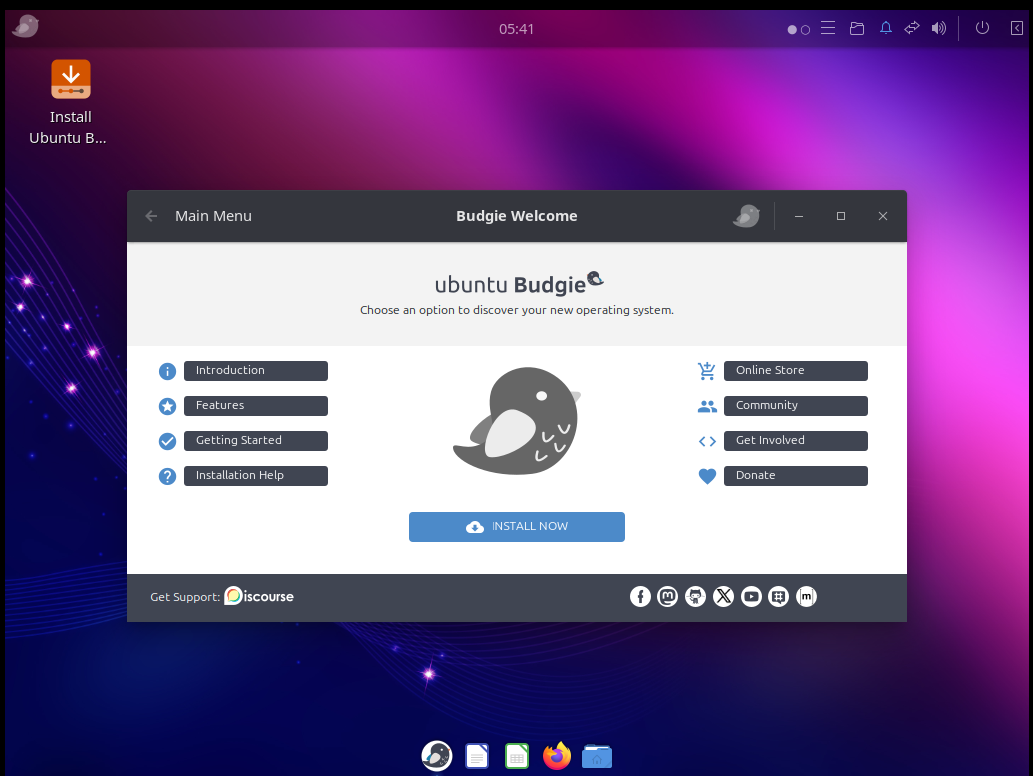 05:41
Install
Ubuntu B...
Main Menu
Budgie Welcome
ubuntu Budgie
Choose an option to discover your new operating system.
Introduction
Features
Getting Started
Installation Help
Online Store
Community
Get Involved
Donate
INSTALL NOW
Get Support: Discourse